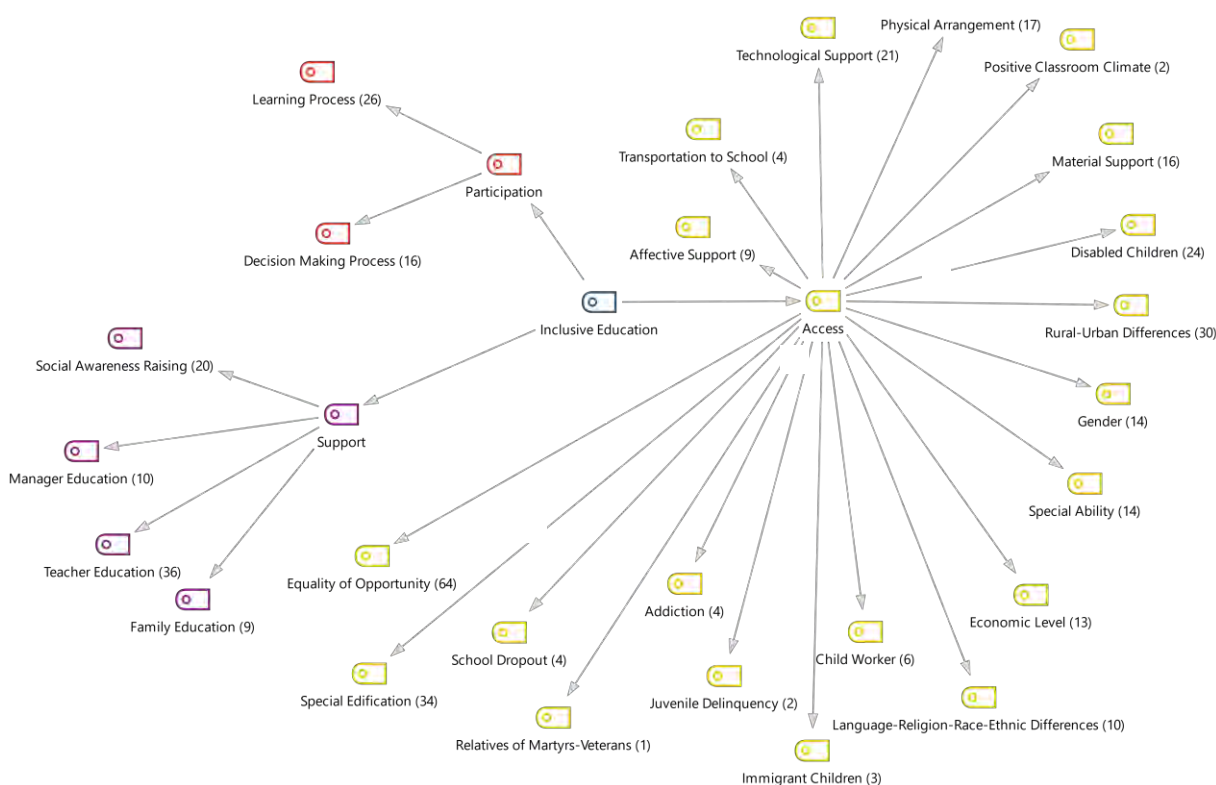 Physical Arrangement (17)
Technological Support (21)
Positive Classroom Climate (2)
Learning Process (26)
Transportation to School (4)
Material Support (16)
Participation
Decision Making Process (16)
Affective Support (9)
Disabled Children (24)
Inclusive Education
Access
Rural-Urban Differences (30)
Social Awareness Raising (20)
Gender (14)
Support
Manager Education (10)
Special Ability (14)
Teacher Education (36)
Equality of Opportunity (64)
Addiction (4)
Family Education (9)
Economic Level (13)
School Dropout (4)
Child Worker (6)
Special Edification (34)
Juvenile Delinquency (2)
Language-Religion-Race-Ethnic Differences (10)
Relatives of Martyrs-Veterans (1)
Immigrant Children (3)